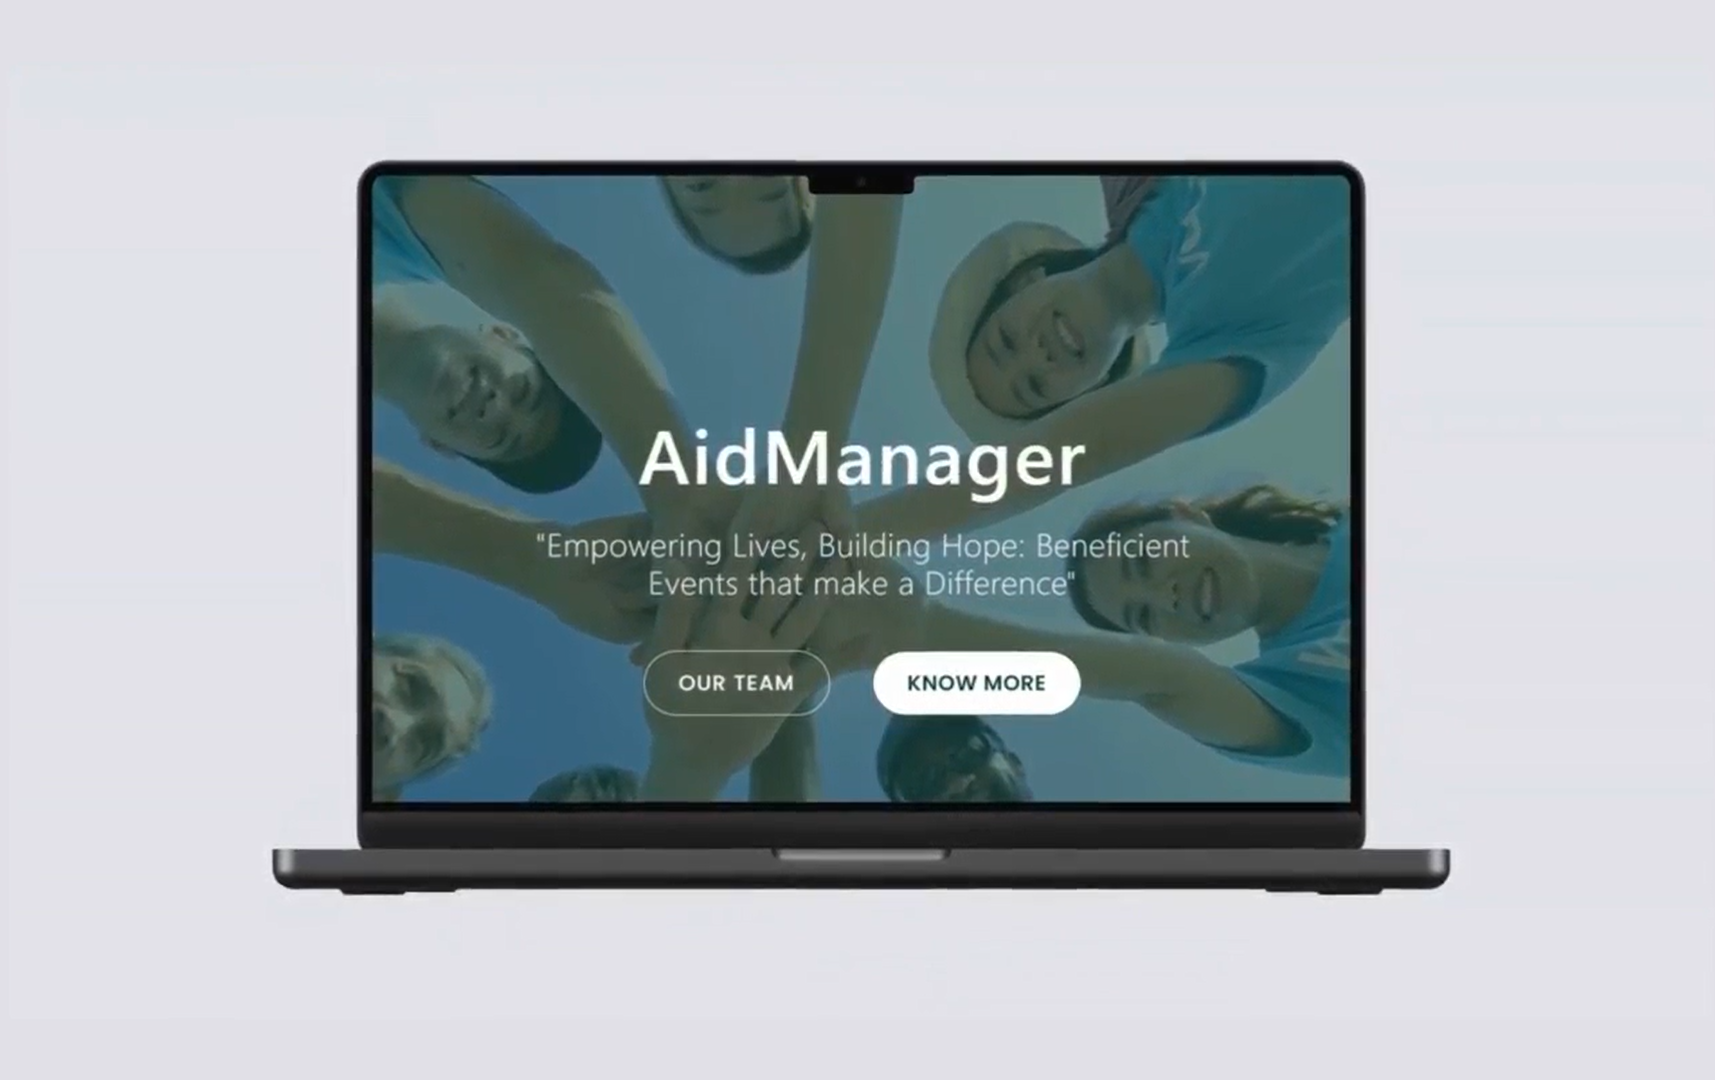 AidManager
"Empowering Lives, Building Hope: Beneficient
Events that make a Difference"
OUR TEAM
KNOW MORE